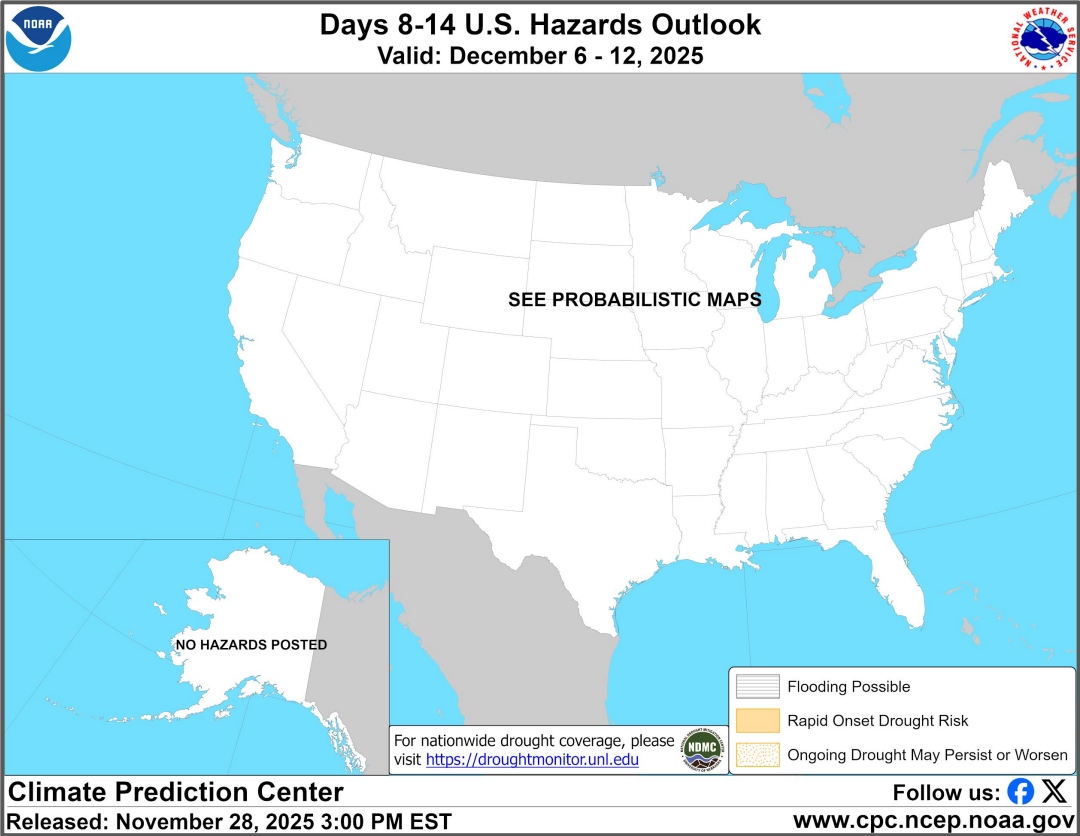 NOAA
Days 8-14 U.S. Hazards Outlook
Valid: December 6 - 12, 2025
NATIONAL WEATHER SERVICE
SEE PROBABILISTIC MAPS
NO HAZARDS POSTED
Flooding Possible
Rapid Onset Drought Risk
Ongoing Drought May Persist or Worsen
For nationwide drought coverage, please
visit https://droughtmonitor.unl.edu
NDMC
Climate Prediction Center
Released: November 28, 2025 3:00 PM EST
Follow us:
www.cpc.ncep.noaa.gov